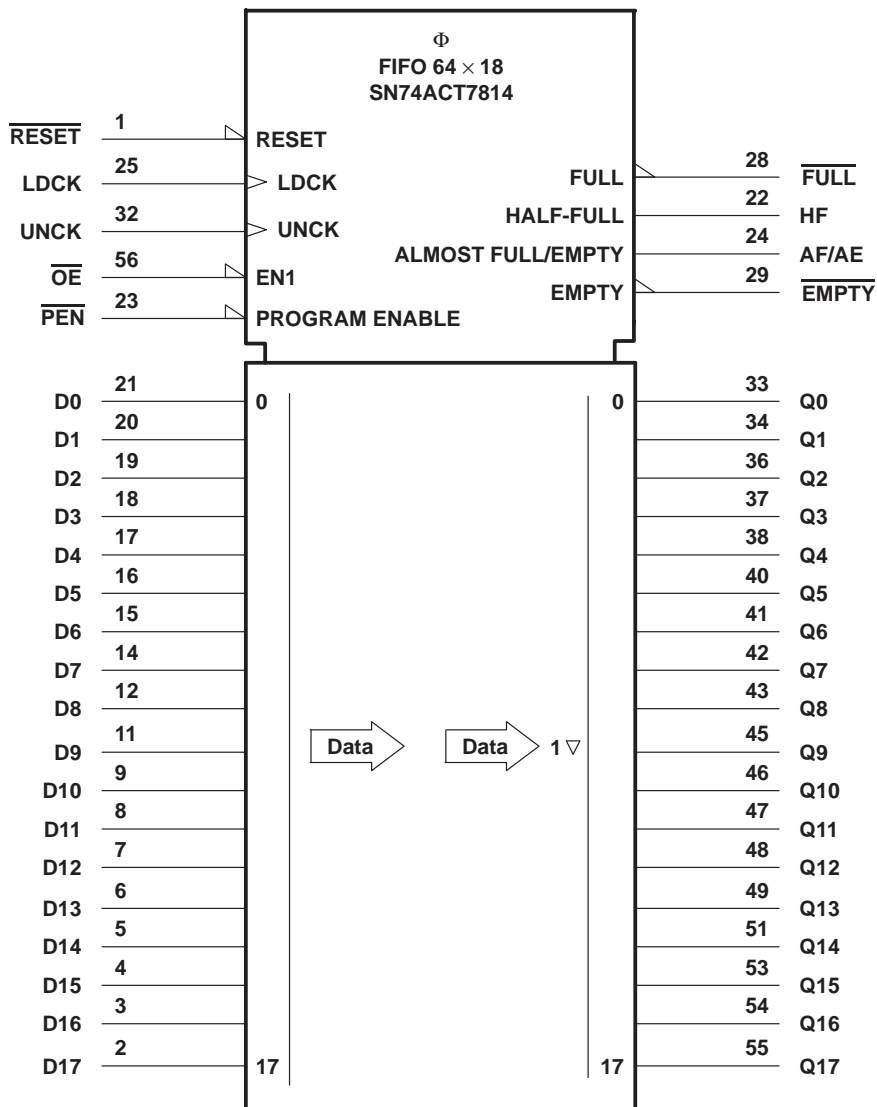 Φ
FIFO 64 × 18
SN74ACT7814
RESET 1 RESET
LDCK 25 LDCK
UNCK 32 UNCK
OE 56 EN1
PEN 23 PROGRAM ENABLE
FULL 28 FULL
HALF-FULL 22 HF
ALMOST FULL/EMPTY 24 AF/AE
EMPTY 29 EMPTY
D0 21 0 0 33 Q0
D1 20 34 Q1
D2 19 36 Q2
D3 18 37 Q3
D4 17 38 Q4
D5 16 40 Q5
D6 15 41 Q6
D7 14 42 Q7
D8 12 43 Q8
D9 11 Data Data 1 45 Q9
D10 9 46 Q10
D11 8 47 Q11
D12 7 48 Q12
D13 6 49 Q13
D14 5 51 Q14
D15 4 53 Q15
D16 3 54 Q16
D17 2 17 17 55 Q17